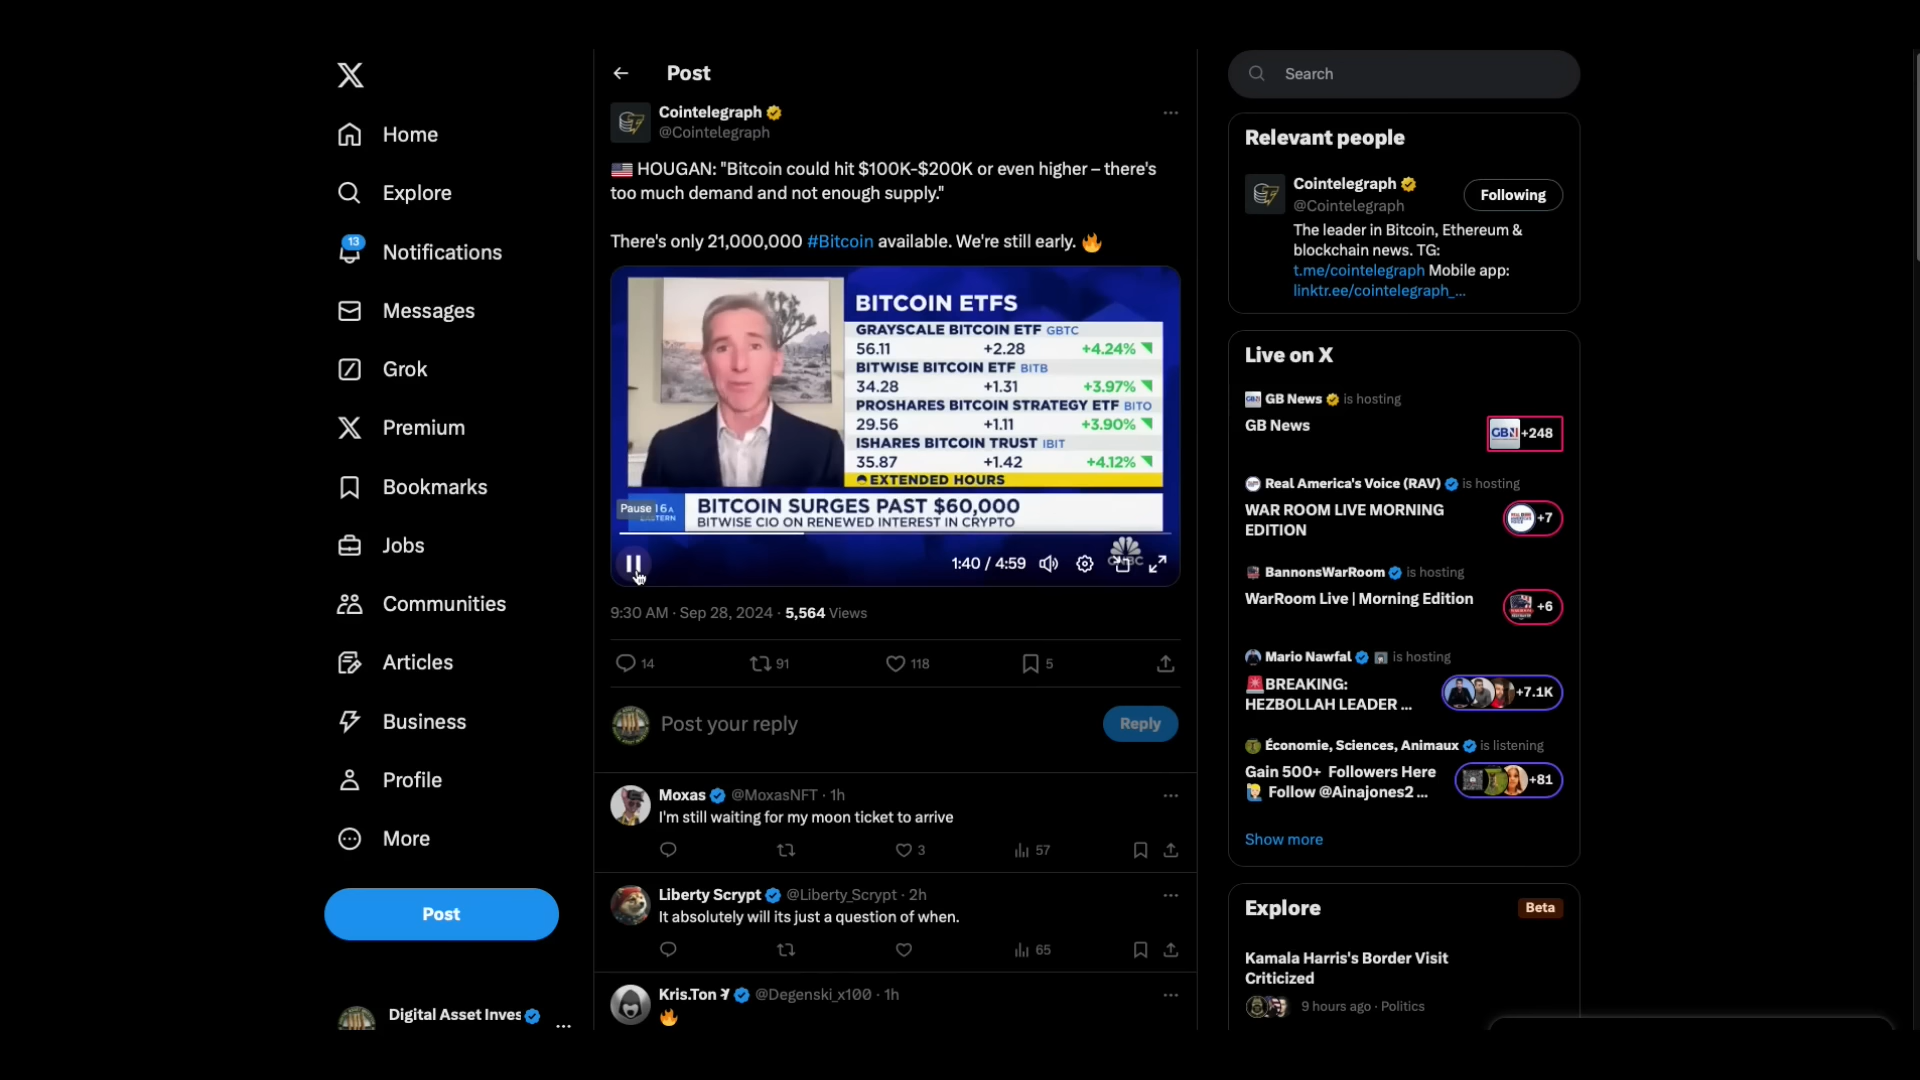 Home
Explore
13
Notifications
Messages
Grok
Premium
Bookmarks
Jobs
Communities
Articles
Business
Profile
More
Post
Digital Asset Inves
...
Post
Cointelegraph
@Cointelegraph
HOUGAN: "Bitcoin could hit $100K-$200K or even higher – there's
too much demand and not enough supply."
There's only 21,000,000 #Bitcoin available. We're still early. 🔥
BITCOIN ETFS
GRAYSCALE BITCOIN ETF GBTC
56.11 +2.28 +4.24%
BITWISE BITCOIN ETF BITB
34.28 +1.31 +3.97%
PROSHARES BITCOIN STRATEGY ETF BITO
29.56 +1.11 +3.90%
ISHARES BITCOIN TRUST IBIT
35.87 +1.42 +4.12%
EXTENDED HOURS
Pause
BITCOIN SURGES PAST $60,000
BITWISE CIO ON RENEWED INTEREST IN CRYPTO
1:40 / 4:59
9:30 AM · Sep 28, 2024 · 5,564 Views
14 91 118 5
Post your reply
Reply
Moxas @MoxasNFT · 1h
I'm still waiting for my moon ticket to arrive
3 57
Liberty Scrypt @Liberty_Scrypt · 2h
It absolutely will its just a question of when.
65
Kris.Ton @Degenski_x100 · 1h
🔥
Search
Relevant people
Cointelegraph
@Cointelegraph
Following
The leader in Bitcoin, Ethereum &
blockchain news. TG:
t.me/cointelegraph Mobile app:
linktr.ee/cointelegraph_…
Live on X
GB News is hosting
GB News
GBN +248
Real America's Voice (RAV) is hosting
WAR ROOM LIVE MORNING
EDITION
+7
BannonsWarRoom is hosting
WarRoom Live | Morning Edition
+6
Mario Nawfal is hosting
🚨BREAKING:
HEZBOLLAH LEADER ...
+7.1K
Économie, Sciences, Animaux is listening
Gain 500+ Followers Here
Follow @Ainajones2 ...
+81
Show more
Explore
Beta
Kamala Harris's Border Visit
Criticized
9 hours ago · Politics